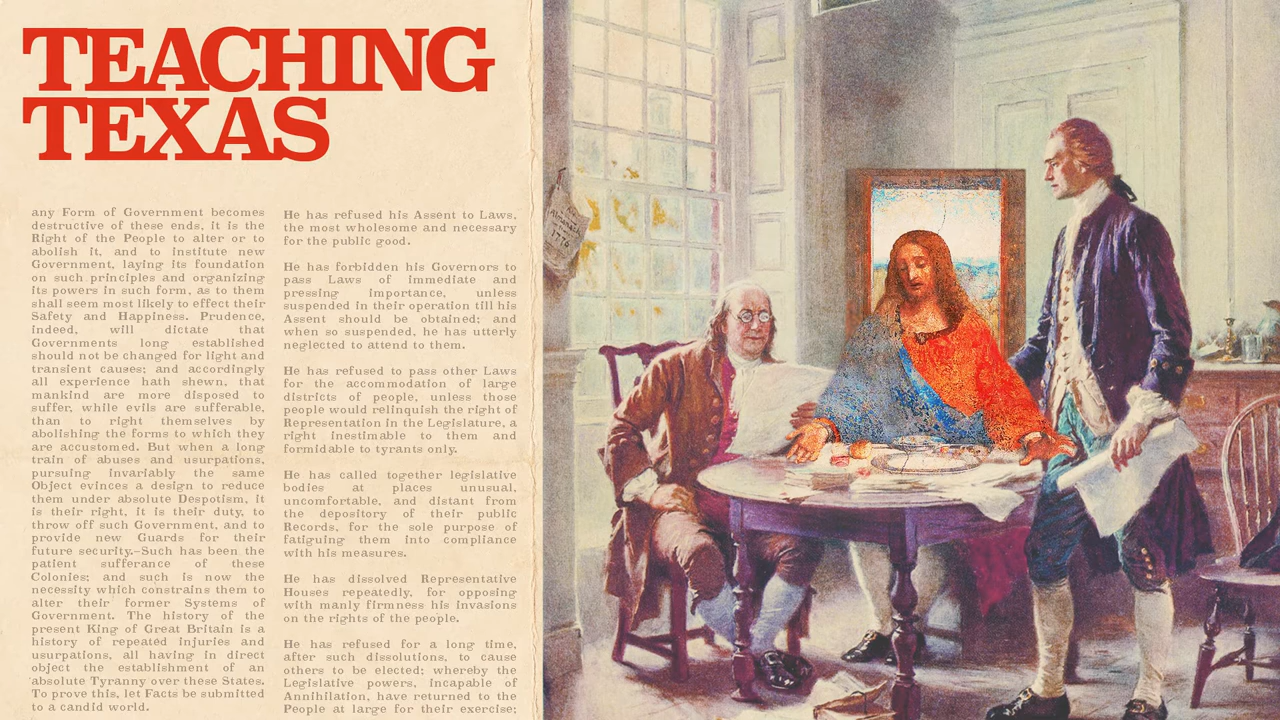 TEACHING
TEXAS
any Form of Government becomes
destructive of these ends, it is the
Right of the People to alter or to
abolish it, and to institute new
Government, laying its foundation
on such principles and organizing
its powers in such form, as to them
shall seem most likely to effect their
Safety and Happiness. Prudence,
indeed, will dictate that
Governments long established
should not be changed for light and
transient causes; and accordingly
all experience hath shewn, that
mankind are more disposed to
suffer, while evils are sufferable,
than to right themselves by
abolishing the forms to which they
are accustomed. But when a long
train of abuses and usurpations,
pursuing invariably the same
Object evinces a design to reduce
them under absolute Despotism, it
is their right, it is their duty to
throw off such Government, and to
provide new Guards for their
future security.–Such has been the
patient sufferance of these
Colonies; and such is now the
necessity which constrains them to
alter their former Systems of
Government. The history of the
present King of Great Britain is a
history of repeated injuries and
usurpations, all having in direct
object the establishment of an
absolute Tyranny over these States.
To prove this, let Facts be submitted
to a candid world.
He has refused his Assent to Laws,
the most wholesome and necessary
for the public good.
He has forbidden his Governors to
pass Laws of immediate and
pressing importance, unless
suspended in their operation till his
Assent should be obtained; and
when so suspended, he has utterly
neglected to attend to them.
He has refused to pass other Laws
for the accommodation of large
districts of people, unless those
people would relinquish the right of
Representation in the Legislature, a
right inestimable to them and
formidable to tyrants only.
He has called together legislative
bodies at places unusual,
uncomfortable, and distant from
the depository of their public
Records, for the sole purpose of
fatiguing them into compliance
with his measures.
He has dissolved Representative
Houses repeatedly, for opposing
with manly firmness his invasions
on the rights of the people.
He has refused for a long time,
after such dissolutions, to cause
others to be elected; whereby the
Legislative powers, incapable of
Annihilation, have returned to the
People at large for their exercise;
Almanack
1776